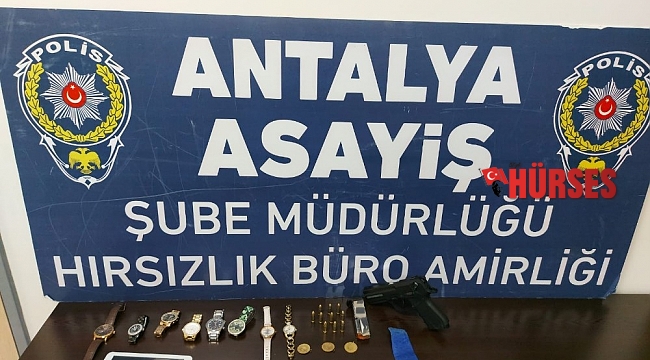 POLİS
ANTALYA
POLİS
ASAYİŞ
HÜRSES
ŞUBE MÜDÜRLÜĞÜ
HIRSIZLIK BÜRO AMİRLİĞİ